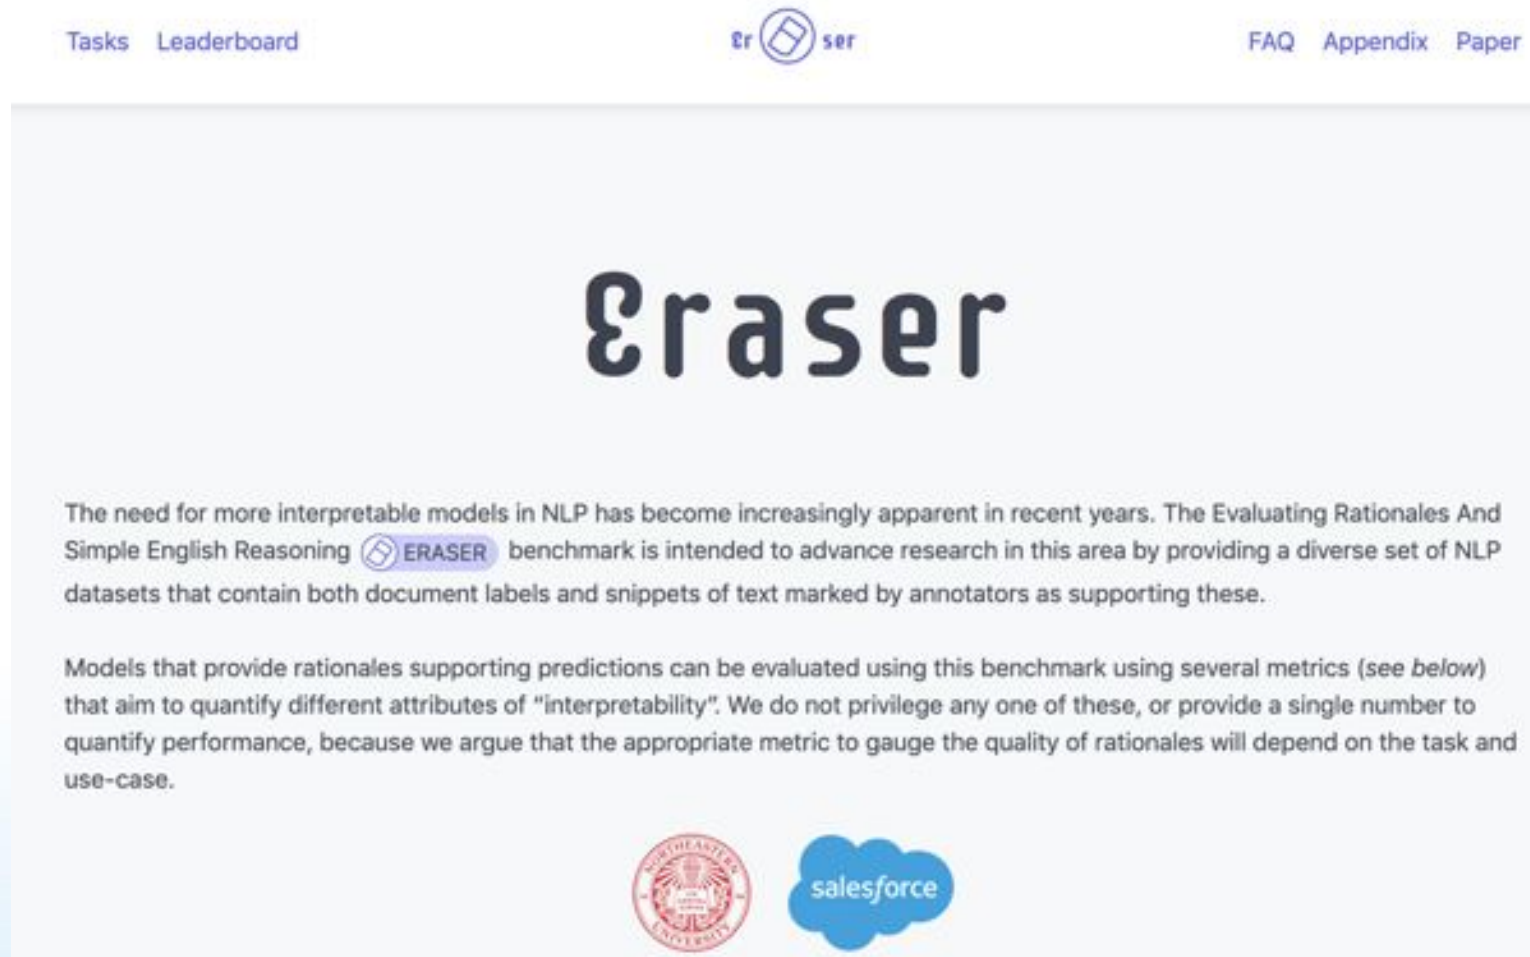 Tasks Leaderboard
er ser
FAQ Appendix Paper
eraser
The need for more interpretable models in NLP has become increasingly apparent in recent years. The Evaluating Rationales And
Simple English Reasoning ERASER benchmark is intended to advance research in this area by providing a diverse set of NLP
datasets that contain both document labels and snippets of text marked by annotators as supporting these.
Models that provide rationales supporting predictions can be evaluated using this benchmark using several metrics (see below)
that aim to quantify different attributes of “interpretability”. We do not privilege any one of these, or provide a single number to
quantify performance, because we argue that the appropriate metric to gauge the quality of rationales will depend on the task and
use-case.
NORTHEASTERN
UNIVERSITY
salesforce